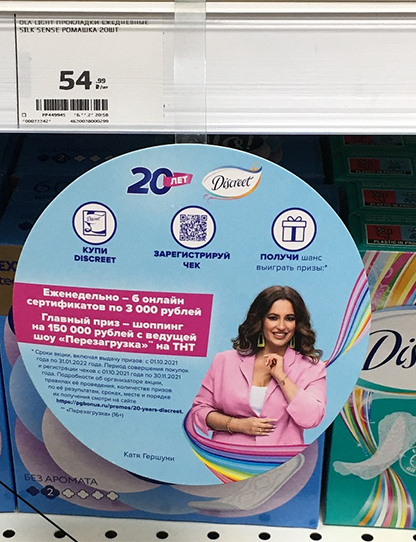 OLA LIGHT ПРОКЛАДКИ ЕЖЕДНЕВНЫЕ
SILK SENSE РОМАШКА 20ШТ
54.99
₽/шт
20 ЛЕТ
Discreet
КУПИ
DISCREET
ЗАРЕГИСТРИРУЙ
ЧЕК
ПОЛУЧИ шанс
выиграть призы:*
Еженедельно – 6 онлайн
сертификатов по 3 000 рублей
Главный приз – шоппинг
на 150 000 рублей с ведущей
шоу «Перезагрузка»** на ТНТ
* Сроки акции, включая выдачу призов, с 01.10.2021
года по 31.01.2022 года. Период совершения покупок
и регистрации чеков с 01.10.2021 года по 30.11.2021
года. Подробности об организаторе акции,
правилах её проведения, количестве призов
по её результатам, сроках, месте и порядке
их получения смотри на сайте
https://pgbonus.ru/promos/20-years-discreet.
** «Перезагрузка» (16+)
Катя Гершуни
БЕЗ АРОМАТА
2
Dis